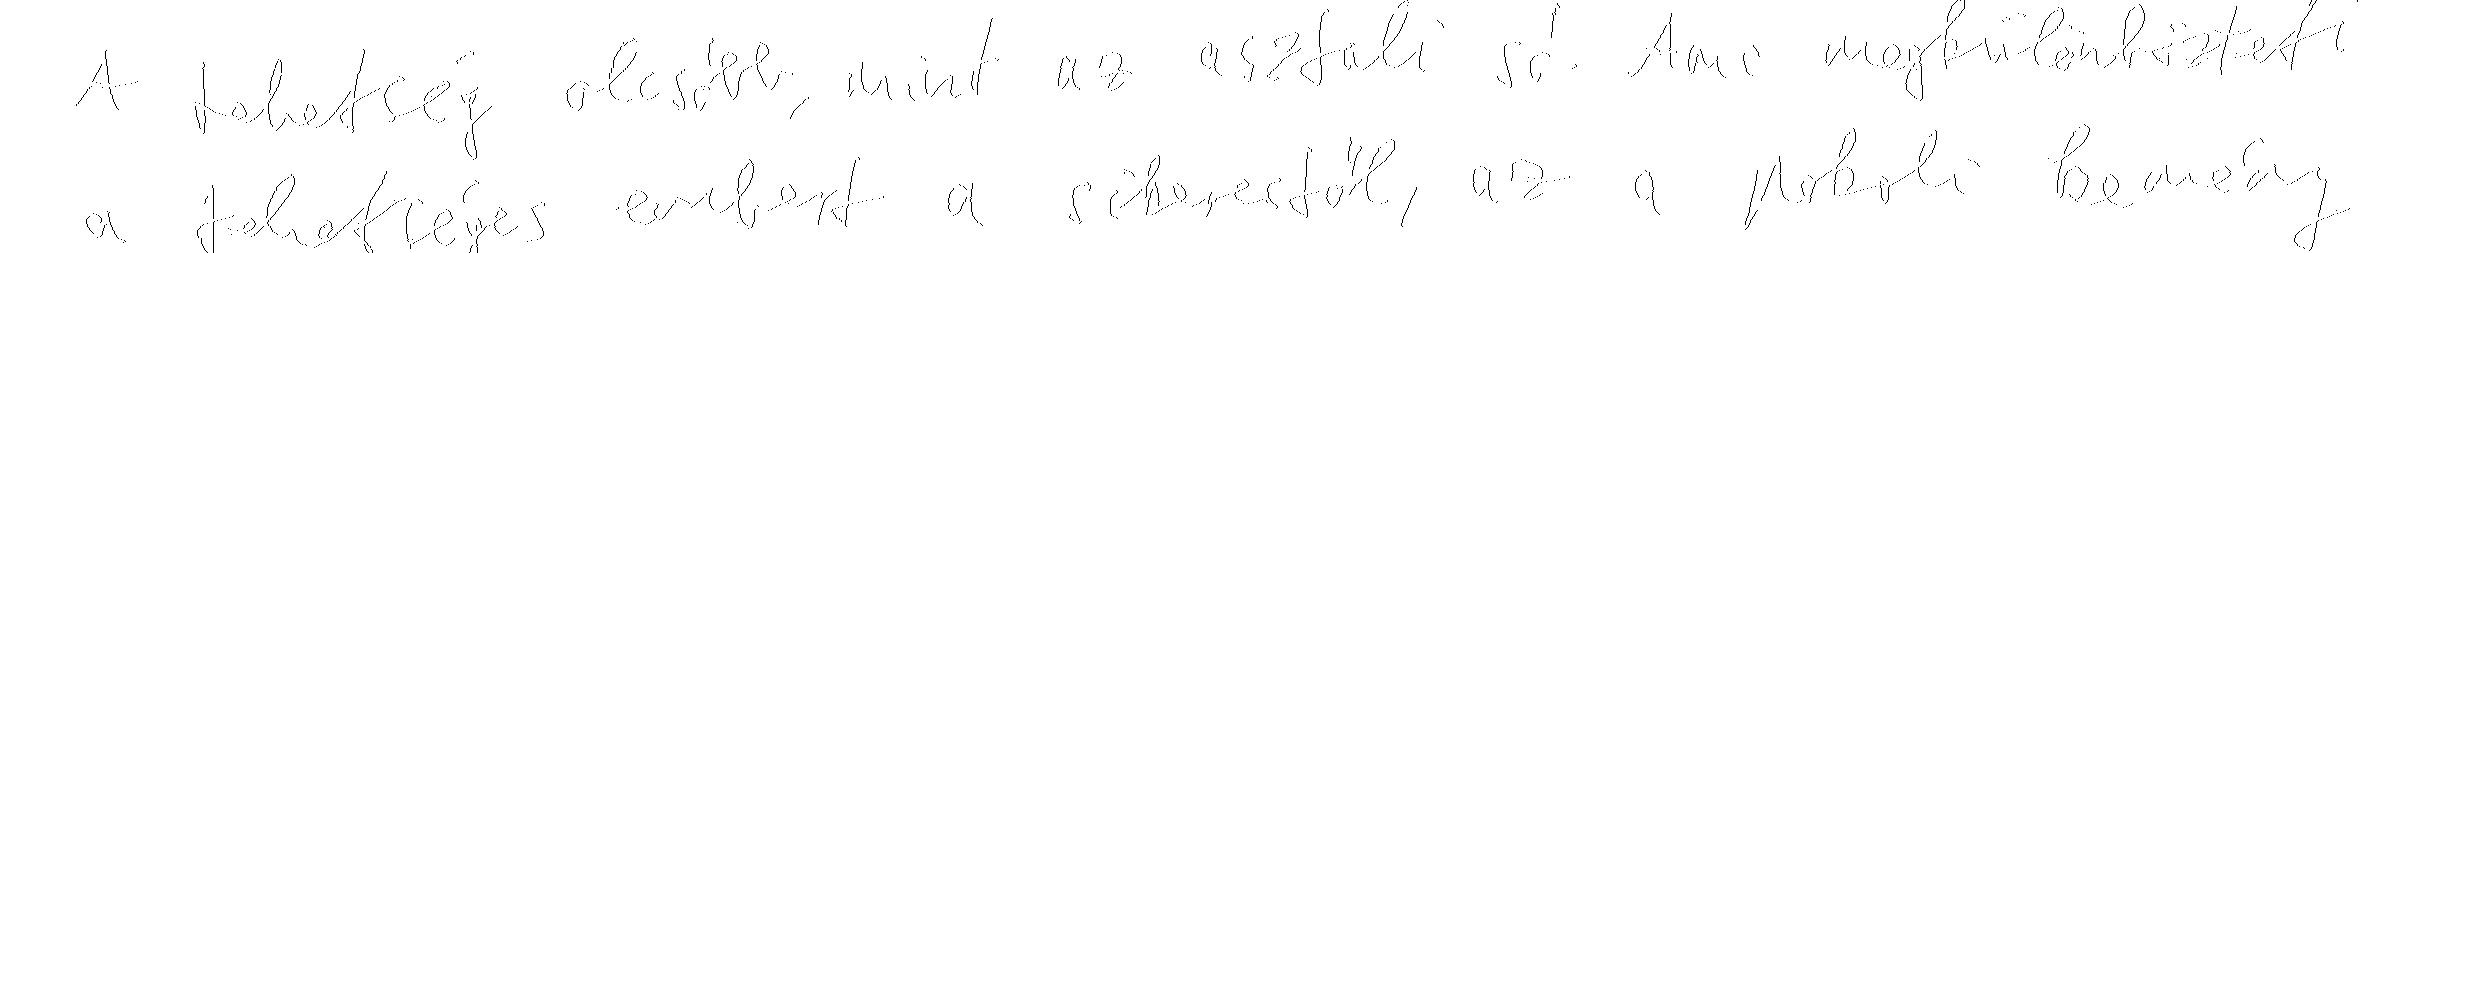 A tehetség olcsóbb, mint az asztali só. Ami megkülönbözteti
a tehetséges embert a sikerestől, az a pokoli kemény